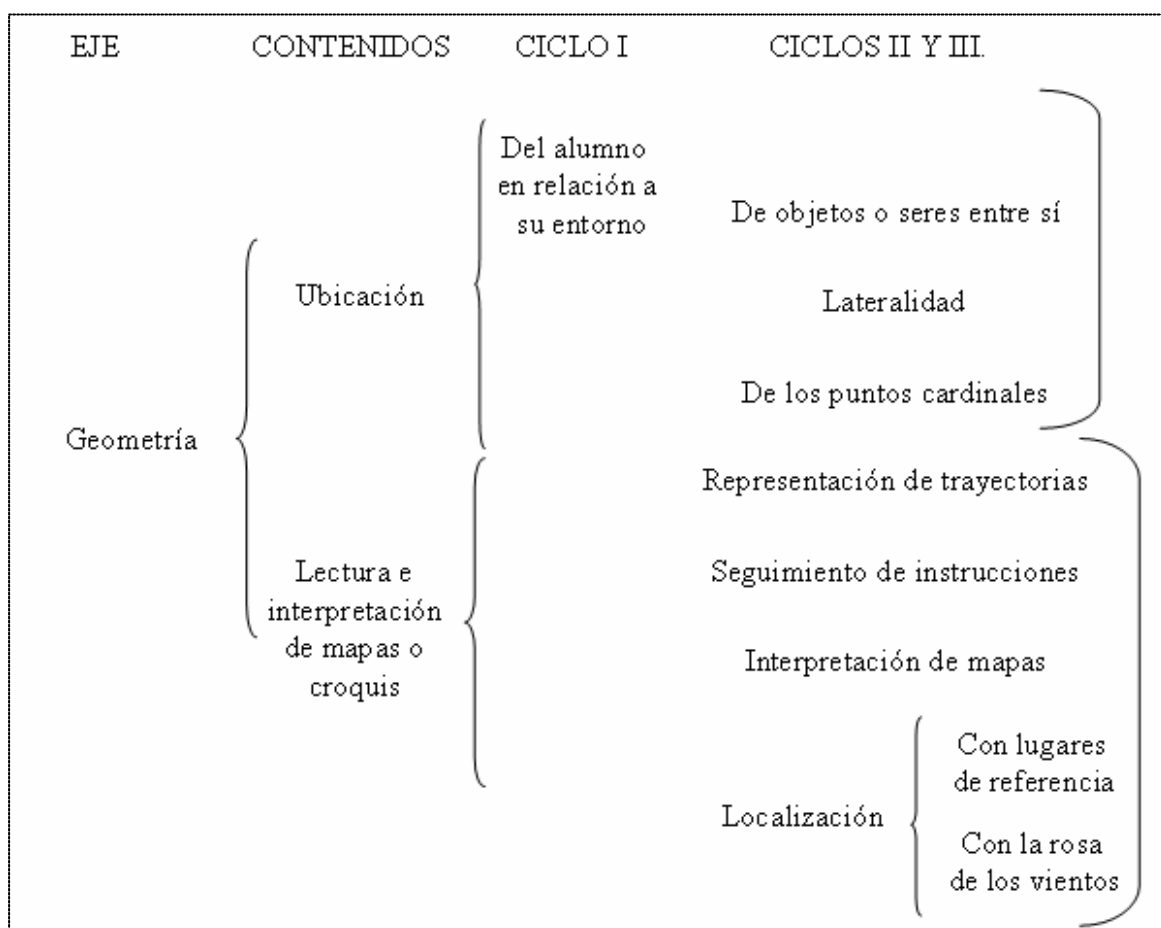 EJE CONTENIDOS CICLO I CICLOS II Y III.
Geometría
Ubicación
Del alumno
en relación a
su entorno
De objetos o seres entre sí
Lateralidad
De los puntos cardinales
Lectura e
interpretación
de mapas o
croquis
Representación de trayectorias
Seguimiento de instrucciones
Interpretación de mapas
Localización
Con lugares
de referencia
Con la rosa
de los vientos